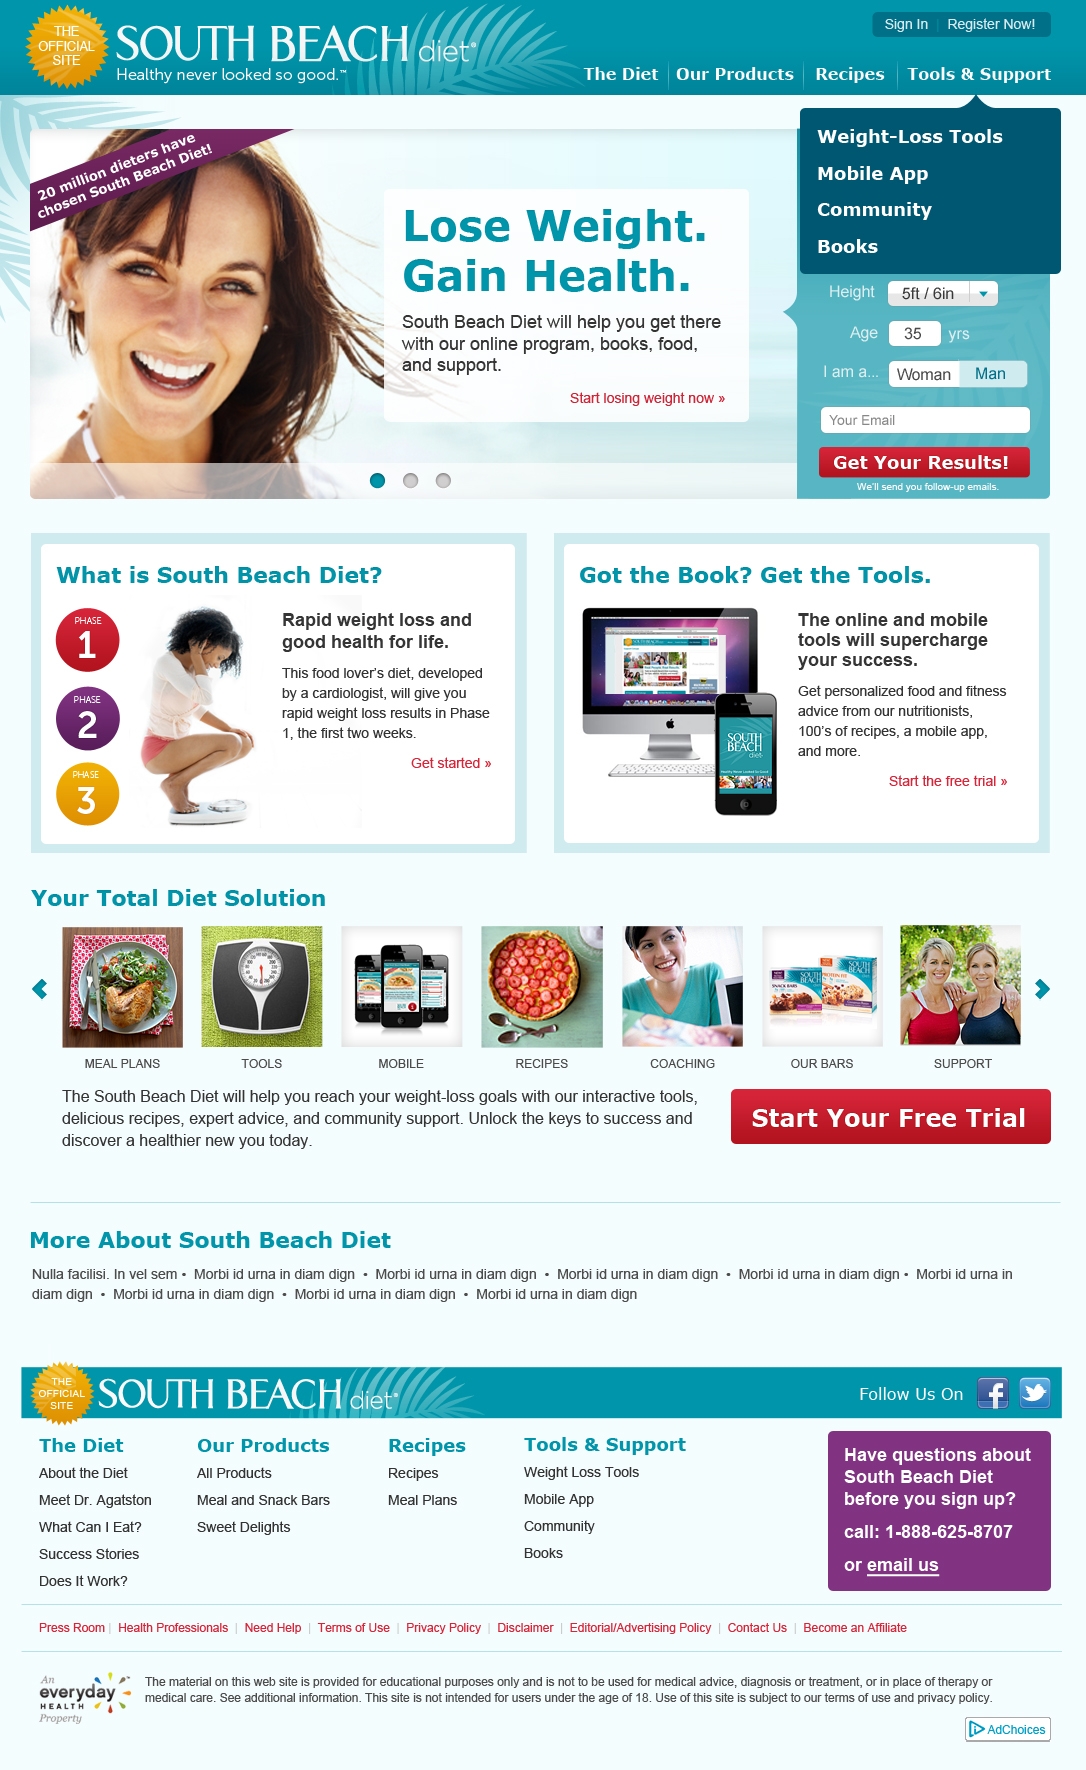 THE
OFFICIAL
SITE
SOUTH BEACH diet®
Healthy never looked so good.™
Sign In | Register Now!
The Diet
Our Products
Recipes
Tools & Support
Weight-Loss Tools
Mobile App
Community
Books
20 million dieters have
chosen South Beach Diet!
Lose Weight.
Gain Health.
South Beach Diet will help you get there
with our online program, books, food,
and support.
Start losing weight now »
Height 5ft / 6in
Age 35 yrs
I am a... Woman Man
Your Email
Get Your Results!
We'll send you follow-up emails.
What is South Beach Diet?
PHASE
1
PHASE
2
PHASE
3
Rapid weight loss and
good health for life.
This food lover's diet, developed
by a cardiologist, will give you
rapid weight loss results in Phase
1, the first two weeks.
Get started »
Got the Book? Get the Tools.
SOUTH
BEACH
diet
The online and mobile
tools will supercharge
your success.
Get personalized food and fitness
advice from our nutritionists,
100's of recipes, a mobile app,
and more.
Start the free trial »
Your Total Diet Solution
SNACK BARS
SOUTH
BEACH
MEAL PLANS
TOOLS
MOBILE
RECIPES
COACHING
OUR BARS
SUPPORT
The South Beach Diet will help you reach your weight-loss goals with our interactive tools,
delicious recipes, expert advice, and community support. Unlock the keys to success and
discover a healthier new you today.
Start Your Free Trial
More About South Beach Diet
Nulla facilisi. In vel sem • Morbi id urna in diam dign • Morbi id urna in diam dign • Morbi id urna in diam dign • Morbi id urna in diam dign • Morbi id urna in
diam dign • Morbi id urna in diam dign • Morbi id urna in diam dign • Morbi id urna in diam dign
THE
OFFICIAL
SITE
SOUTH BEACH diet®
Follow Us On
The Diet
About the Diet
Meet Dr. Agatston
What Can I Eat?
Success Stories
Does It Work?
Our Products
All Products
Meal and Snack Bars
Sweet Delights
Recipes
Recipes
Meal Plans
Tools & Support
Weight Loss Tools
Mobile App
Community
Books
Have questions about
South Beach Diet
before you sign up?
call: 1-888-625-8707
or email us
Press Room | Health Professionals | Need Help | Terms of Use | Privacy Policy | Disclaimer | Editorial/Advertising Policy | Contact Us | Become an Affiliate
An
everyday
HEALTH
Property
The material on this web site is provided for educational purposes only and is not to be used for medical advice, diagnosis or treatment, or in place of therapy or
medical care. See additional information. This site is not intended for users under the age of 18. Use of this site is subject to our terms of use and privacy policy.
AdChoices